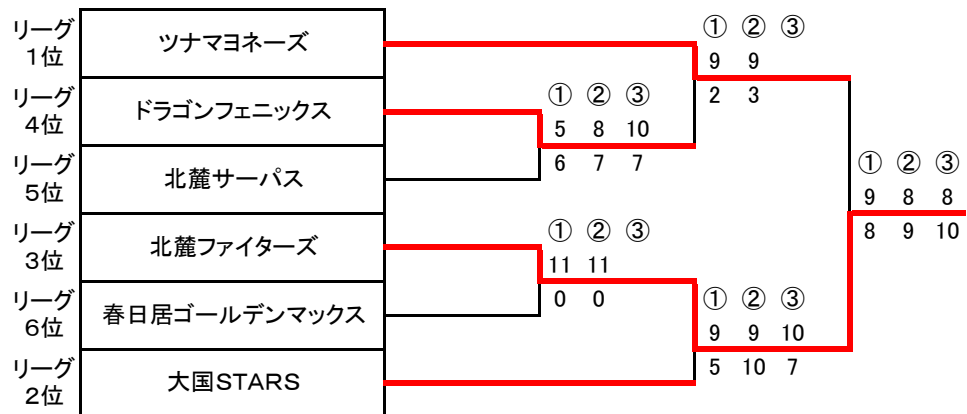 リーグ
1位
ツナマヨネーズ
リーグ
4位
ドラゴンフェニックス
リーグ
5位
北麓サーパス
リーグ
3位
北麓ファイターズ
リーグ
6位
春日居ゴールデンマックス
リーグ
2位
大国STARS
① ② ③
5 8 10
6 7 7
① ② ③
11 11
0 0
① ② ③
9 9
2 3
① ② ③
9 9 10
5 10 7
① ② ③
9 8 8
8 9 10